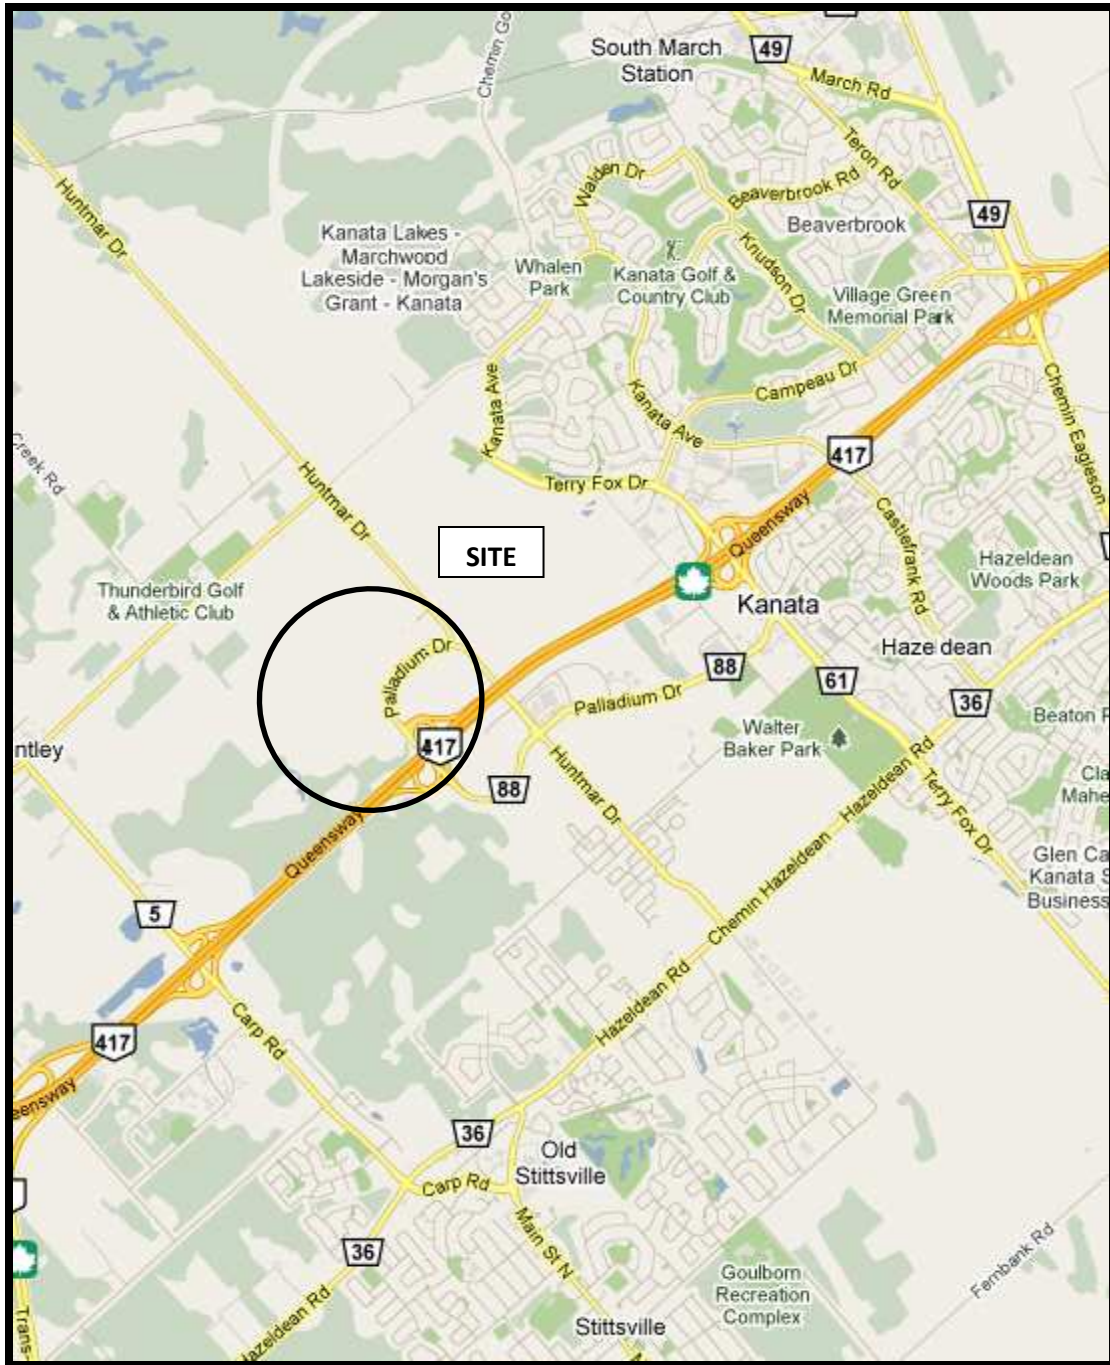 Chemin Go
South March
Station
49
March Rd
Teron Rd
Huntmar Dr
Walden Dr
Beaverbrook Rd
Beaverbrook
49
Kanata Lakes -
Marchwood
Lakeside - Morgan's
Grant - Kanata
Whalen
Park
Kanata Golf &
Country Club
Knudson Dr
Village Green
Memorial Park
Kanata Ave
Kanata Ave
Campeau Dr
Chemin Eagleson
417
Creek Rd
Huntmar Dr
Terry Fox Dr
Queensway
Castlefrank Rd
SITE
Hazeldean
Woods Park
Thunderbird Golf
& Athletic Club
Kanata
Palladium Dr
Haze dean
88
61
36
Palladium Dr
Beaton P
ntley
417
Walter
Baker Park
88
Huntmar Dr
Hazeldean Rd
Terry Fox Dr
Cla
Mahe
Queensway
Chemin Hazeldean
Glen Ca
Kanata S
Business
5
Hazeldean Rd
Carp Rd
417
eensway
36
Old
Stittsville
Carp Rd
Main St N
36
Fernbank Rd
Goulborn
Recreation
Complex
Trans-
Hazeldean Rd
Stittsville